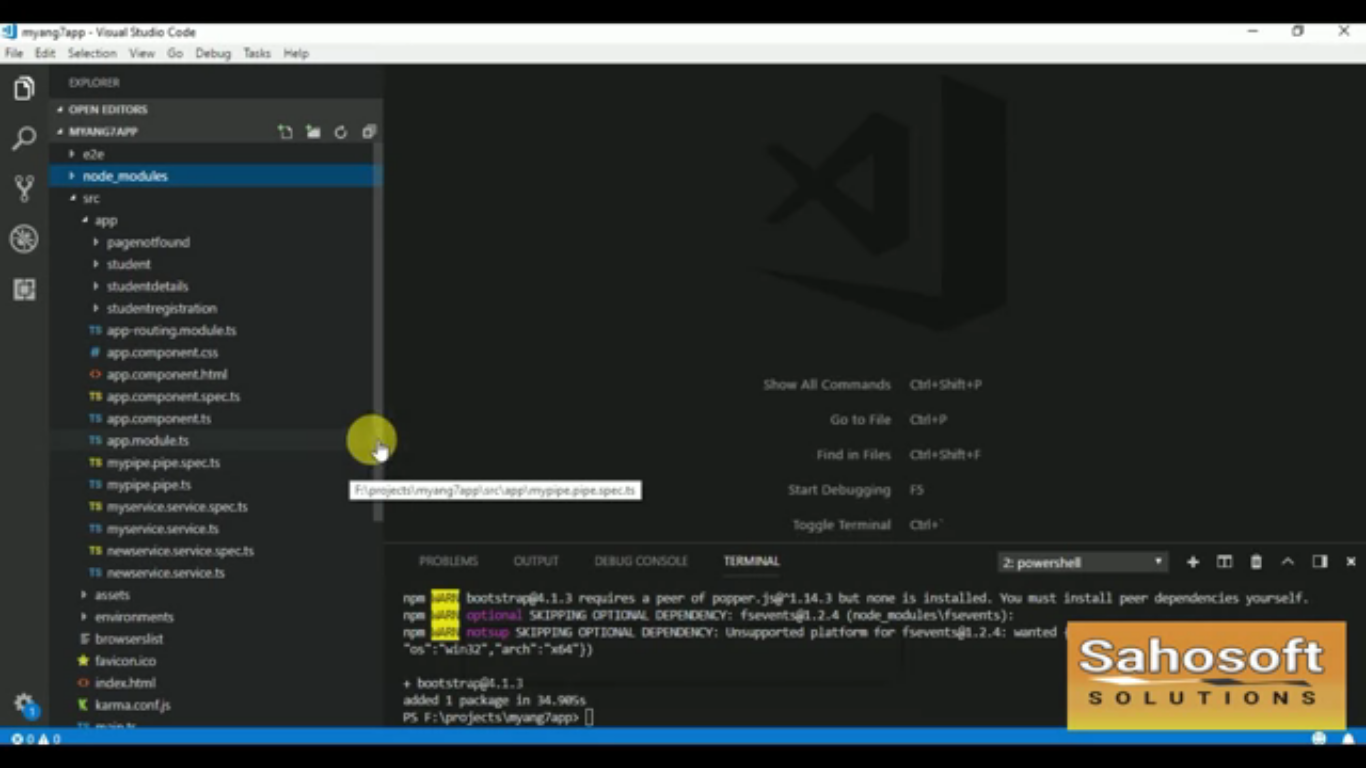 myang7app - Visual Studio Code
File Edit Selection View Go Debug Tasks Help
EXPLORER
OPEN EDITORS
MYANG7APP
e2e
node_modules
src
app
pagenotfound
student
studentdetails
studentregistration
TS app-routing.module.ts
# app.component.css
<> app.component.html
TS app.component.spec.ts
TS app.component.ts
TS app.module.ts
TS mypipe.pipe.spec.ts
TS mypipe.pipe.ts
TS myservice.service.spec.ts
TS myservice.service.ts
TS newservice.service.spec.ts
TS newservice.service.ts
assets
environments
browserslist
favicon.ico
<> index.html
karma.conf.js
main.ts
F:\projects\myang7app\src\app\mypipe.pipe.spec.ts
Show All Commands Ctrl+Shift+P
Go to File Ctrl+P
Find in Files Ctrl+Shift+F
Start Debugging F5
Toggle Terminal Ctrl+`
PROBLEMS OUTPUT DEBUG CONSOLE TERMINAL 2: powershell
npm WARN bootstrap@4.1.3 requires a peer of popper.js@^1.14.3 but none is installed. You must install peer dependencies yourself.
npm WARN optional SKIPPING OPTIONAL DEPENDENCY: fsevents@1.2.4 (node_modules\fsevents):
npm WARN notsup SKIPPING OPTIONAL DEPENDENCY: Unsupported platform for fsevents@1.2.4: wanted
"os":"win32","arch":"x64"})
+ bootstrap@4.1.3
added 1 package in 34.905s
PS F:\projects\myang7app>
Sahosoft
SOLUTIONS
1
0 0